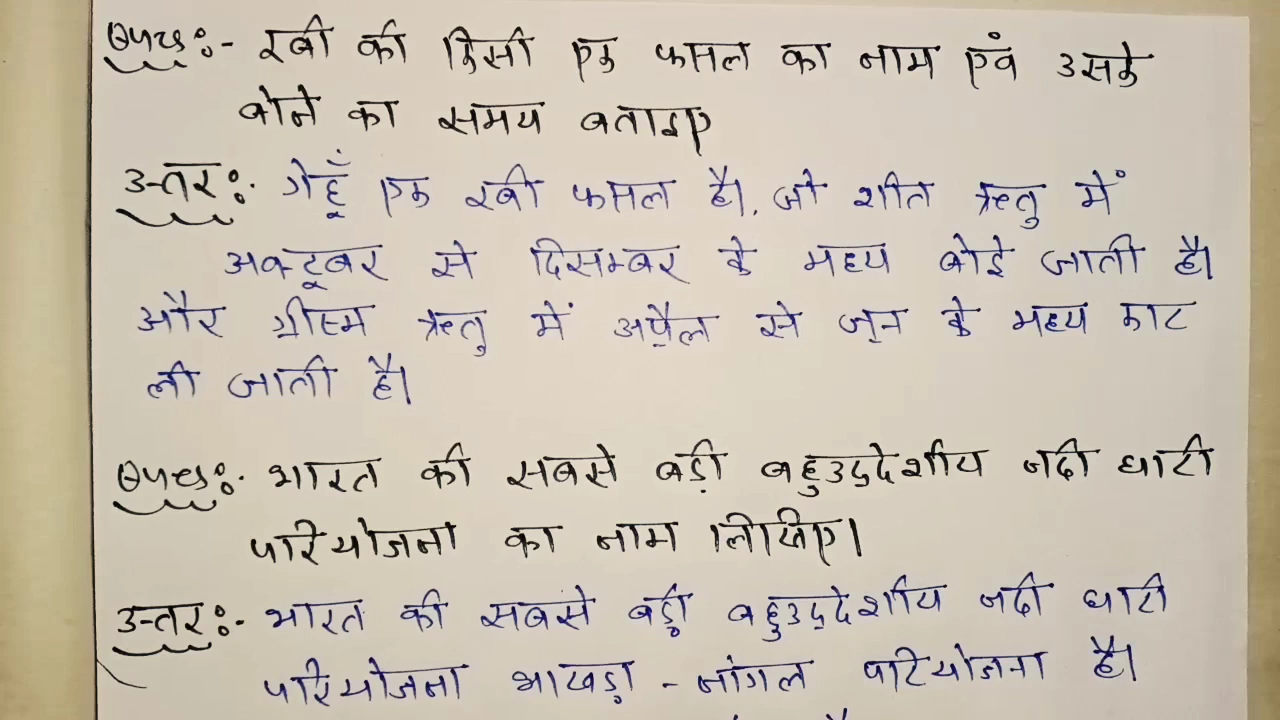 प्रश्न:- रबी की किसी एक फसल का नाम एवं उसके
बोने का समय बताइए
उत्तर:- गेहूँ एक रबी फसल है। जो शीत ऋतु में
अक्टूबर से दिसम्बर के मध्य बोई जाती है।
और ग्रीष्म ऋतु में अप्रैल से जून के मध्य काट
ली जाती है।
प्रश्न:- भारत की सबसे बड़ी बहुउद्देशीय नदी घाटी
परियोजना का नाम लिखिए।
उत्तर:- भारत की सबसे बड़ी बहुउद्देशीय नदी घाटी
परियोजना भाखड़ा - नांगल परियोजना है।